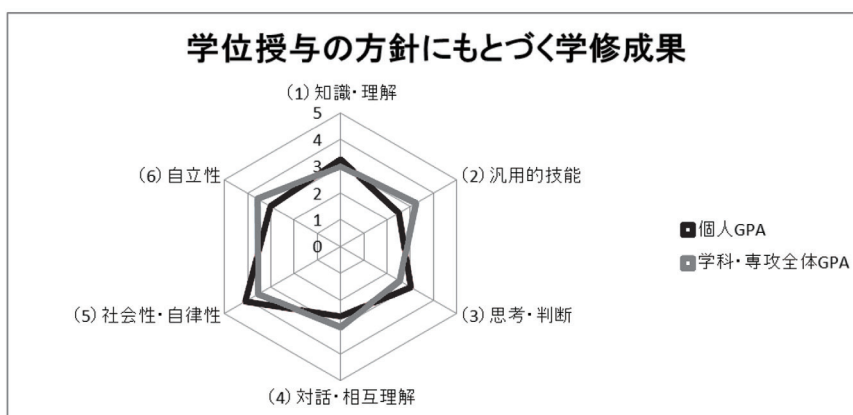 学位授与の方針にもとづく学修成果
(1) 知識・理解
5
4
3
2
1
0
(6) 自立性
(2) 汎用的技能
(5) 社会性・自律性
(3) 思考・判断
(4) 対話・相互理解
個人GPA
学科・専攻全体GPA